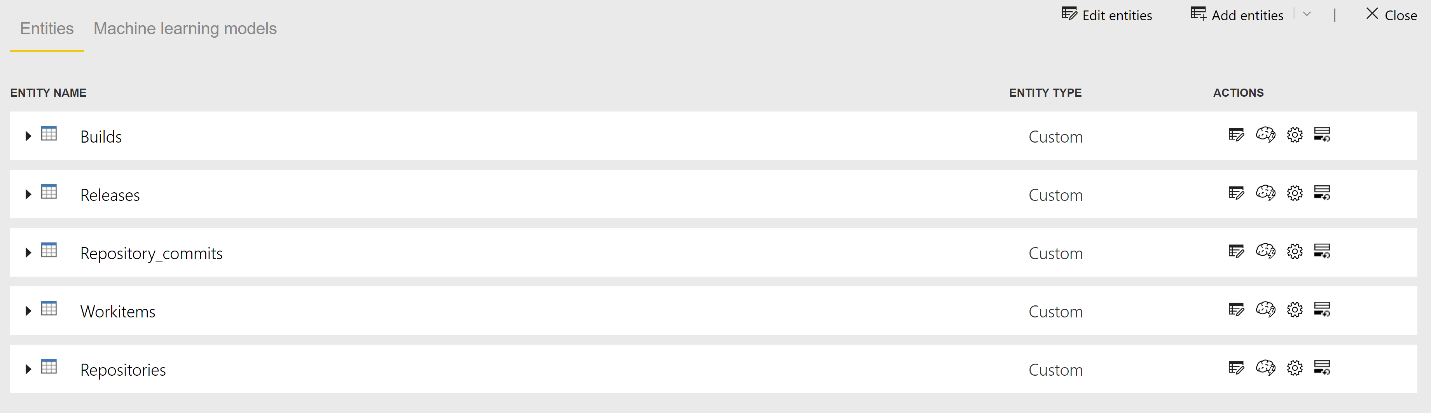 Entities Machine learning models Edit entities Add entities | Close
ENTITY NAME ENTITY TYPE ACTIONS
Builds Custom
Releases Custom
Repository_commits Custom
Workitems Custom
Repositories Custom